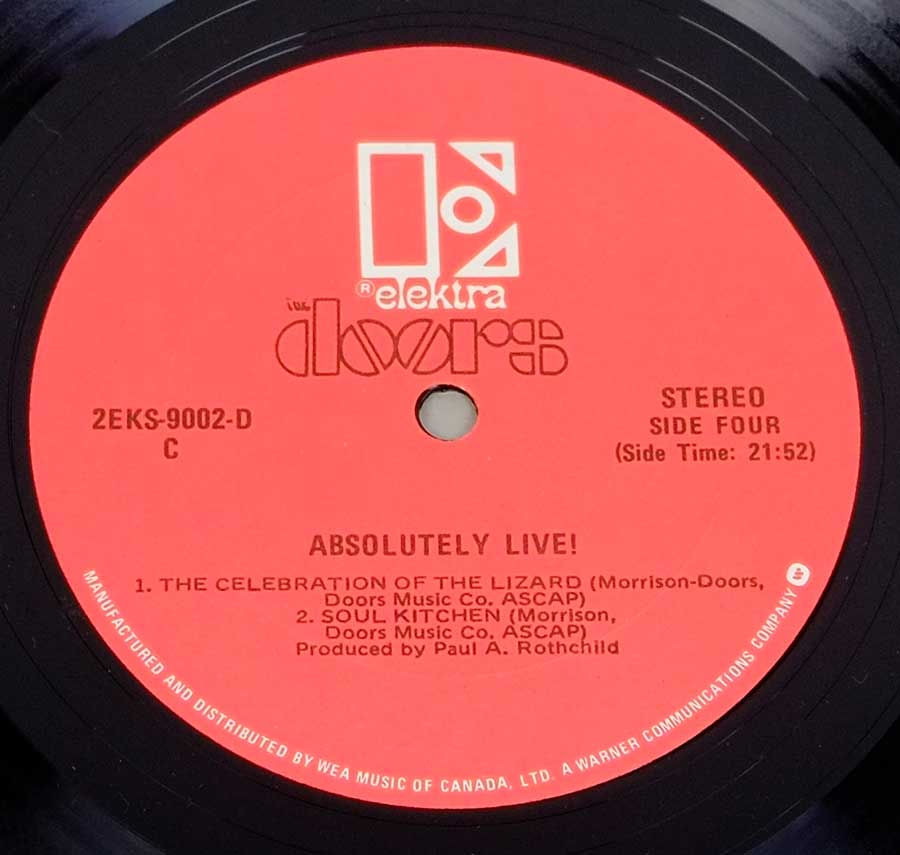 ® elektra
the doors
2EKS-9002-D
C
STEREO
SIDE FOUR
(Side Time: 21:52)
ABSOLUTELY LIVE!
1. THE CELEBRATION OF THE LIZARD (Morrison-Doors,
Doors Music Co. ASCAP)
2. SOUL KITCHEN (Morrison,
Doors Music Co. ASCAP)
Produced by Paul A. Rothchild
MANUFACTURED AND DISTRIBUTED BY WEA MUSIC OF CANADA, LTD. A WARNER COMMUNICATIONS COMPANY